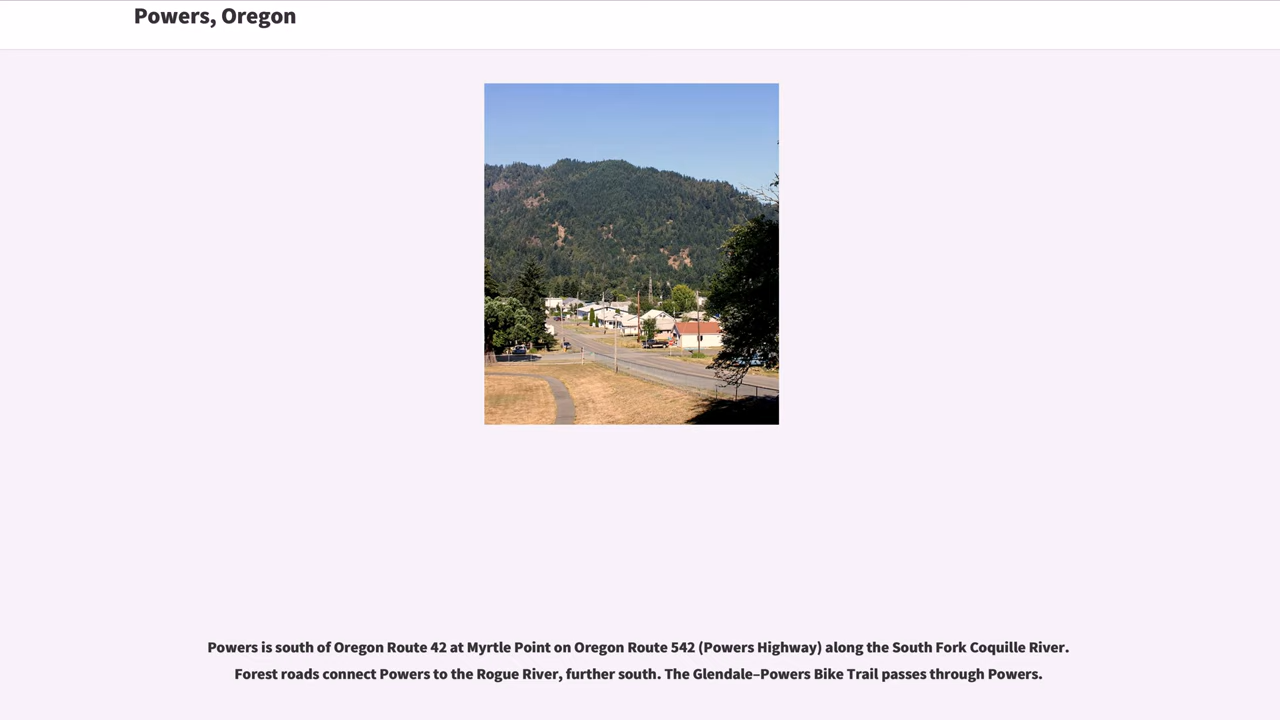 Powers, Oregon
Powers is south of Oregon Route 42 at Myrtle Point on Oregon Route 542 (Powers Highway) along the South Fork Coquille River.
Forest roads connect Powers to the Rogue River, further south. The Glendale–Powers Bike Trail passes through Powers.